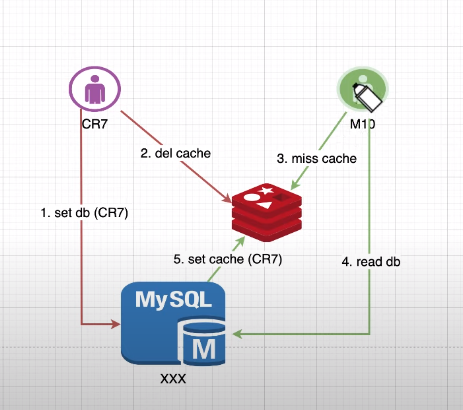 CR7
M10
2. del cache
3. miss cache
1. set db (CR7)
5. set cache (CR7)
4. read db
MySQL
M
XXX